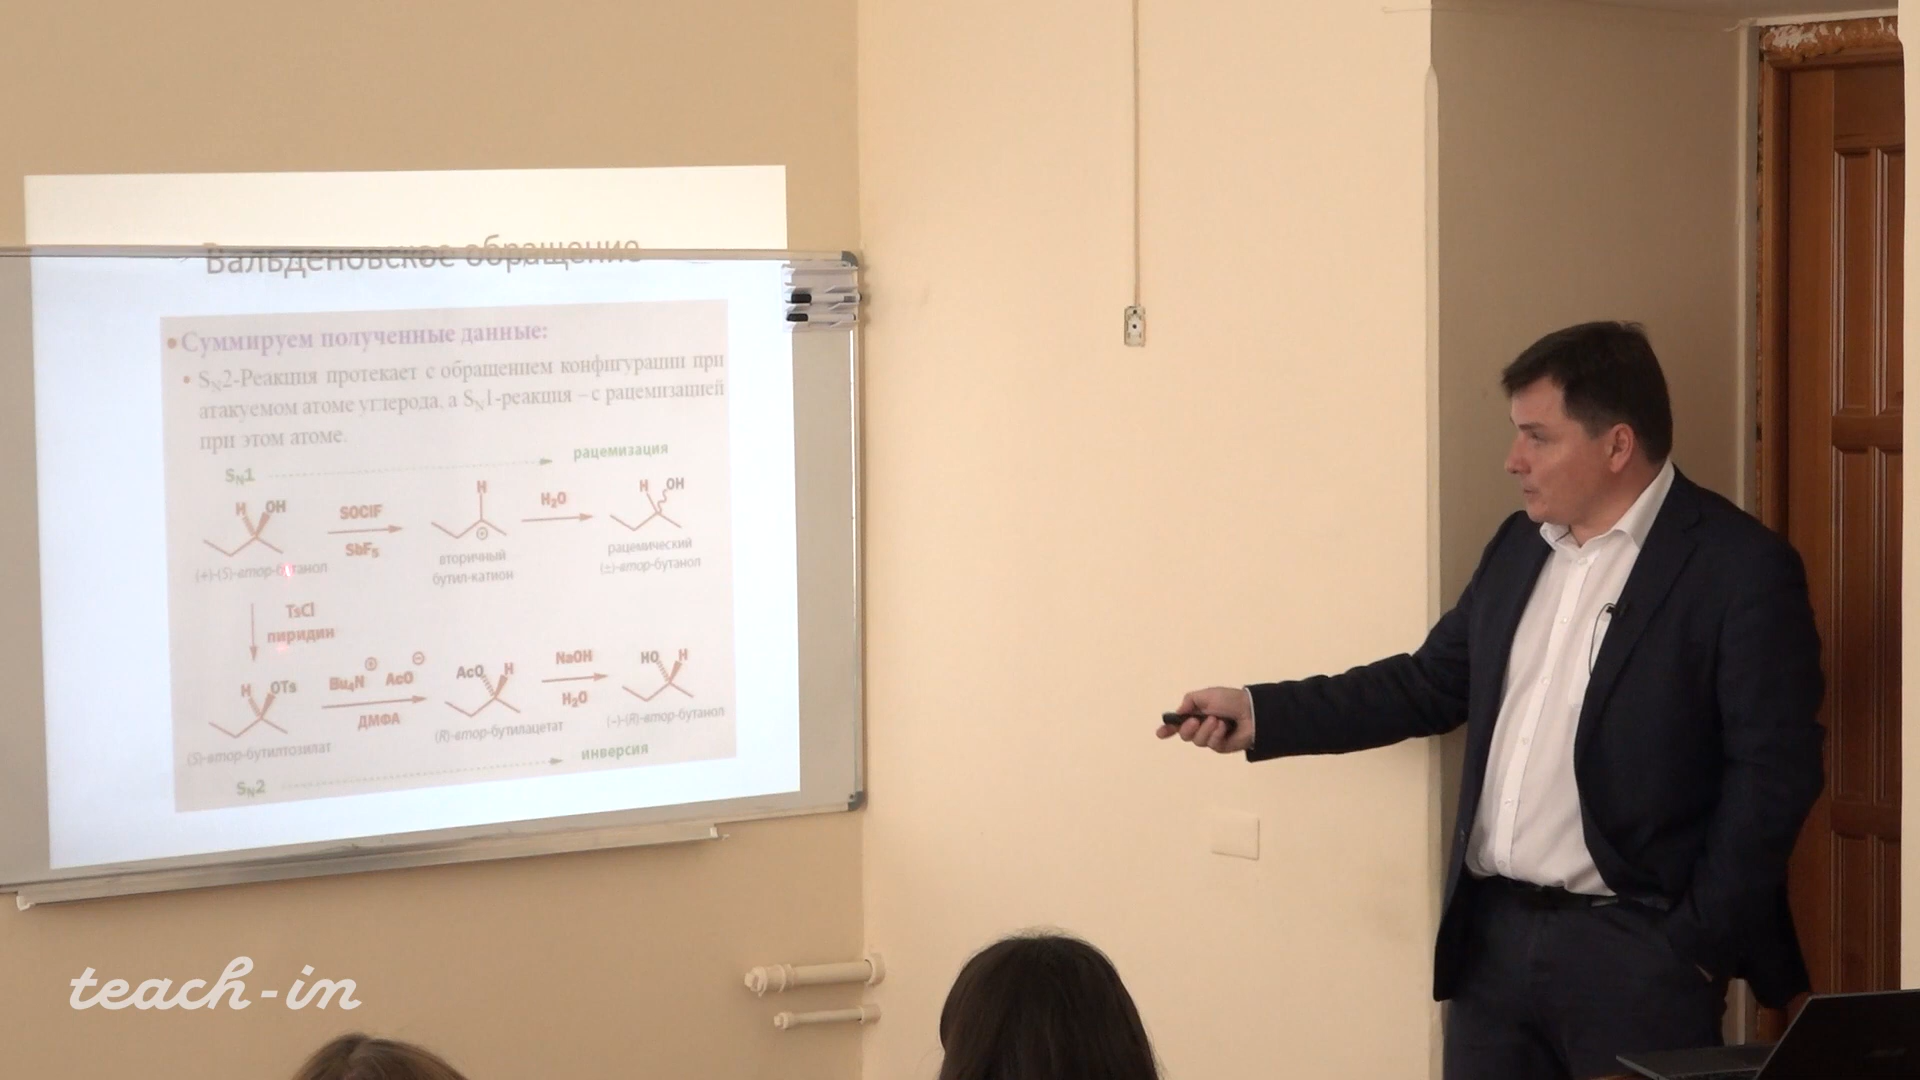 Вальденовское обращение
• Суммируем полученные данные:
• SN2-Реакция протекает с обращением конфигурации при
атакуемом атоме углерода, а SN1-реакция – с рацемизацией
при этом атоме.
SN1
рацемизация
H OH
SOClF
SbF5
H
⊕
H2O
H OH
(+)-(S)-втор-бутанол
вторичный
бутил-катион
рацемический
(±)-втор-бутанол
TsCl
пиридин
H OTs
Bu4N⊕ AcO⊖
ДМФА
AcO H
NaOH
H2O
HO H
(S)-втор-бутилтозилат
(R)-втор-бутилацетат
(–)-(R)-втор-бутанол
SN2
инверсия
teach-in